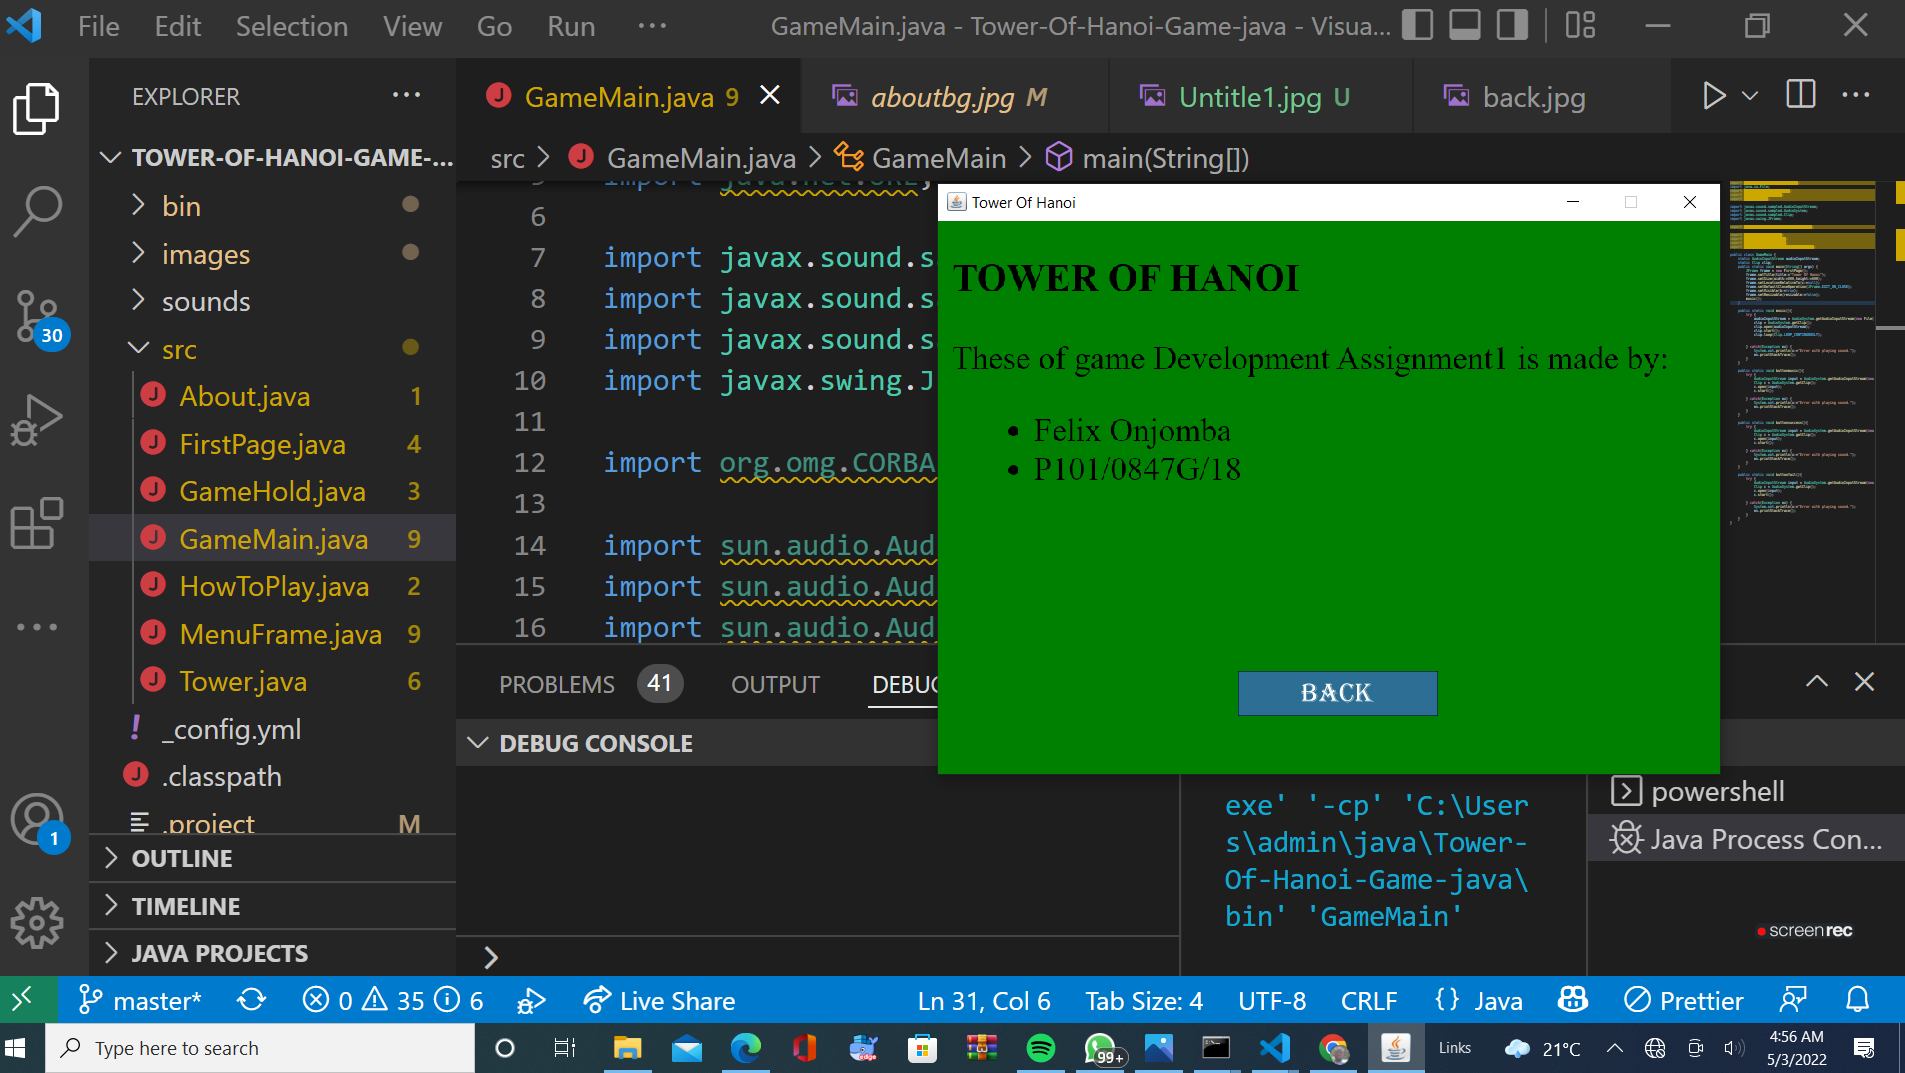 File Edit Selection View Go Run ··· GameMain.java - Tower-Of-Hanoi-Game-java - Visua...
EXPLORER ···
TOWER-OF-HANOI-GAME-...
bin
images
sounds
src
About.java 1
FirstPage.java 4
GameHold.java 3
GameMain.java 9
HowToPlay.java 2
MenuFrame.java 9
Tower.java 6
_config.yml
.classpath
.project M
OUTLINE
TIMELINE
JAVA PROJECTS
30
1
GameMain.java 9 aboutbg.jpg M Untitle1.jpg U back.jpg
src > GameMain.java > GameMain > main(String[])
import java.net.URL;
6
7 import javax.sound.s
8 import javax.sound.s
9 import javax.sound.s
10 import javax.swing.J
11
12 import org.omg.CORBA
13
14 import sun.audio.Aud
15 import sun.audio.Aud
16 import sun.audio.Aud
Tower Of Hanoi
TOWER OF HANOI
These of game Development Assignment1 is made by:
• Felix Onjomba
• P101/0847G/18
BACK
PROBLEMS 41 OUTPUT DEBUG
DEBUG CONSOLE
exe' '-cp' 'C:\User
s\admin\java\Tower-
Of-Hanoi-Game-java\
bin' 'GameMain'
powershell
Java Process Con...
screenrec
master* 0 35 6 Live Share Ln 31, Col 6 Tab Size: 4 UTF-8 CRLF {} Java Prettier
Type here to search 99+ Links 21°C 4:56 AM
5/3/2022